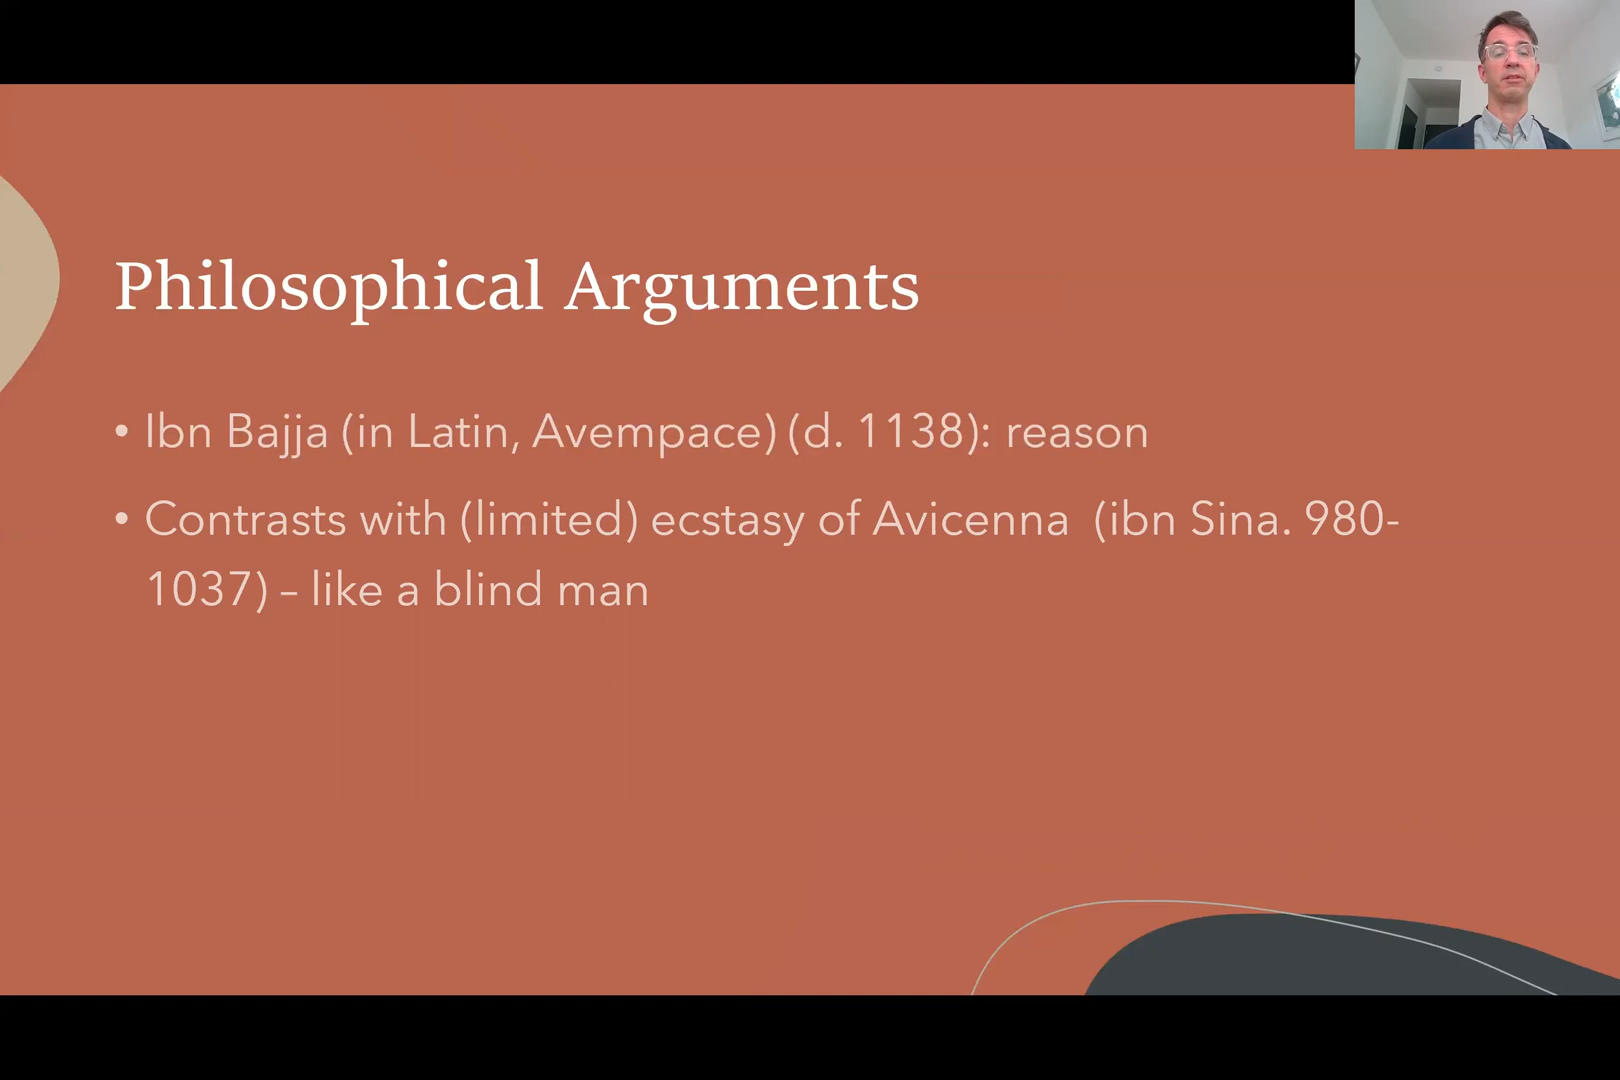 Philosophical Arguments
• Ibn Bajja (in Latin, Avempace) (d. 1138): reason
• Contrasts with (limited) ecstasy of Avicenna (ibn Sina. 980-
1037) – like a blind man